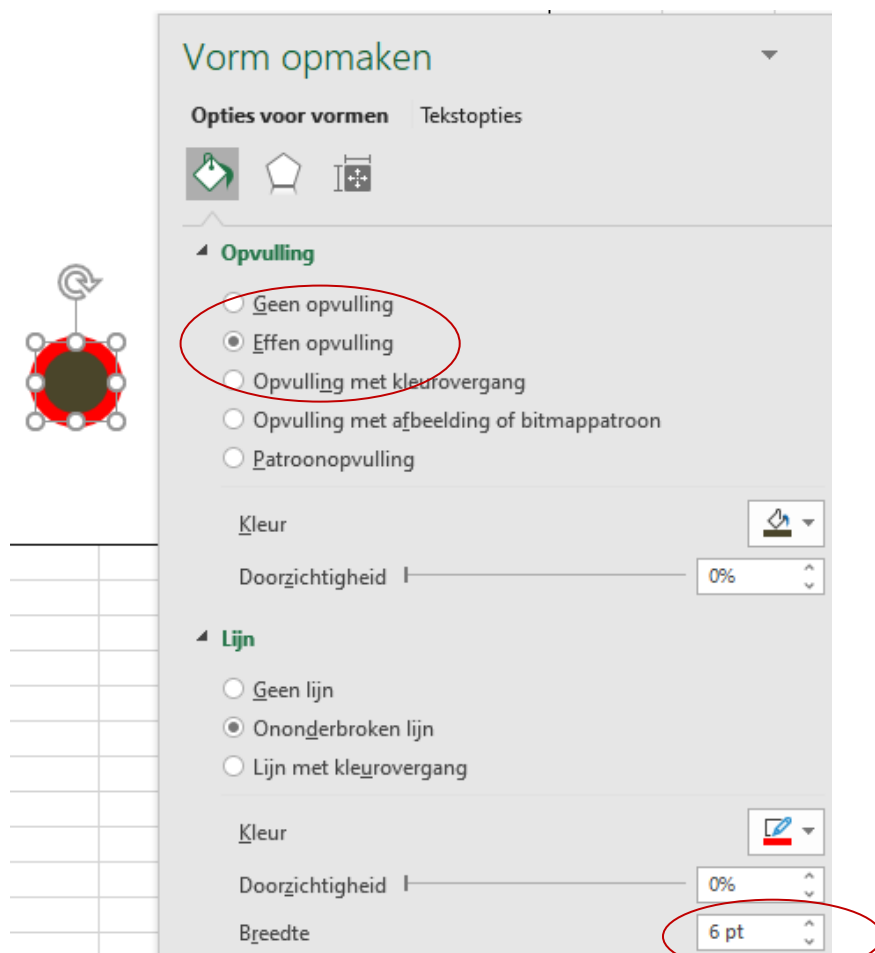 Vorm opmaken
Opties voor vormen Tekstopties
Opvulling
Geen opvulling
Effen opvulling
Opvulling met kleurovergang
Opvulling met afbeelding of bitmappatroon
Patroonopvulling
Kleur
Doorzichtigheid 0%
Lijn
Geen lijn
Ononderbroken lijn
Lijn met kleurovergang
Kleur
Doorzichtigheid 0%
Breedte 6 pt